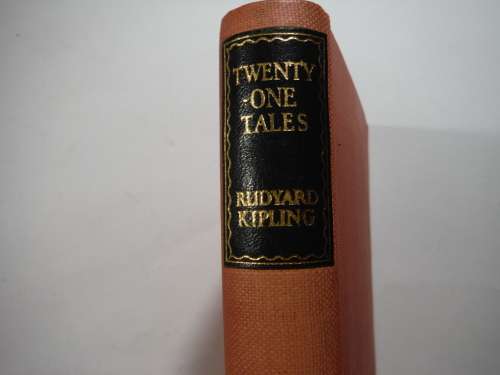 TWENTY
-ONE
TALES
RUDYARD
KIPLING